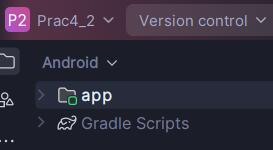 P2 Prac4_2 Version control
Android
app
Gradle Scripts